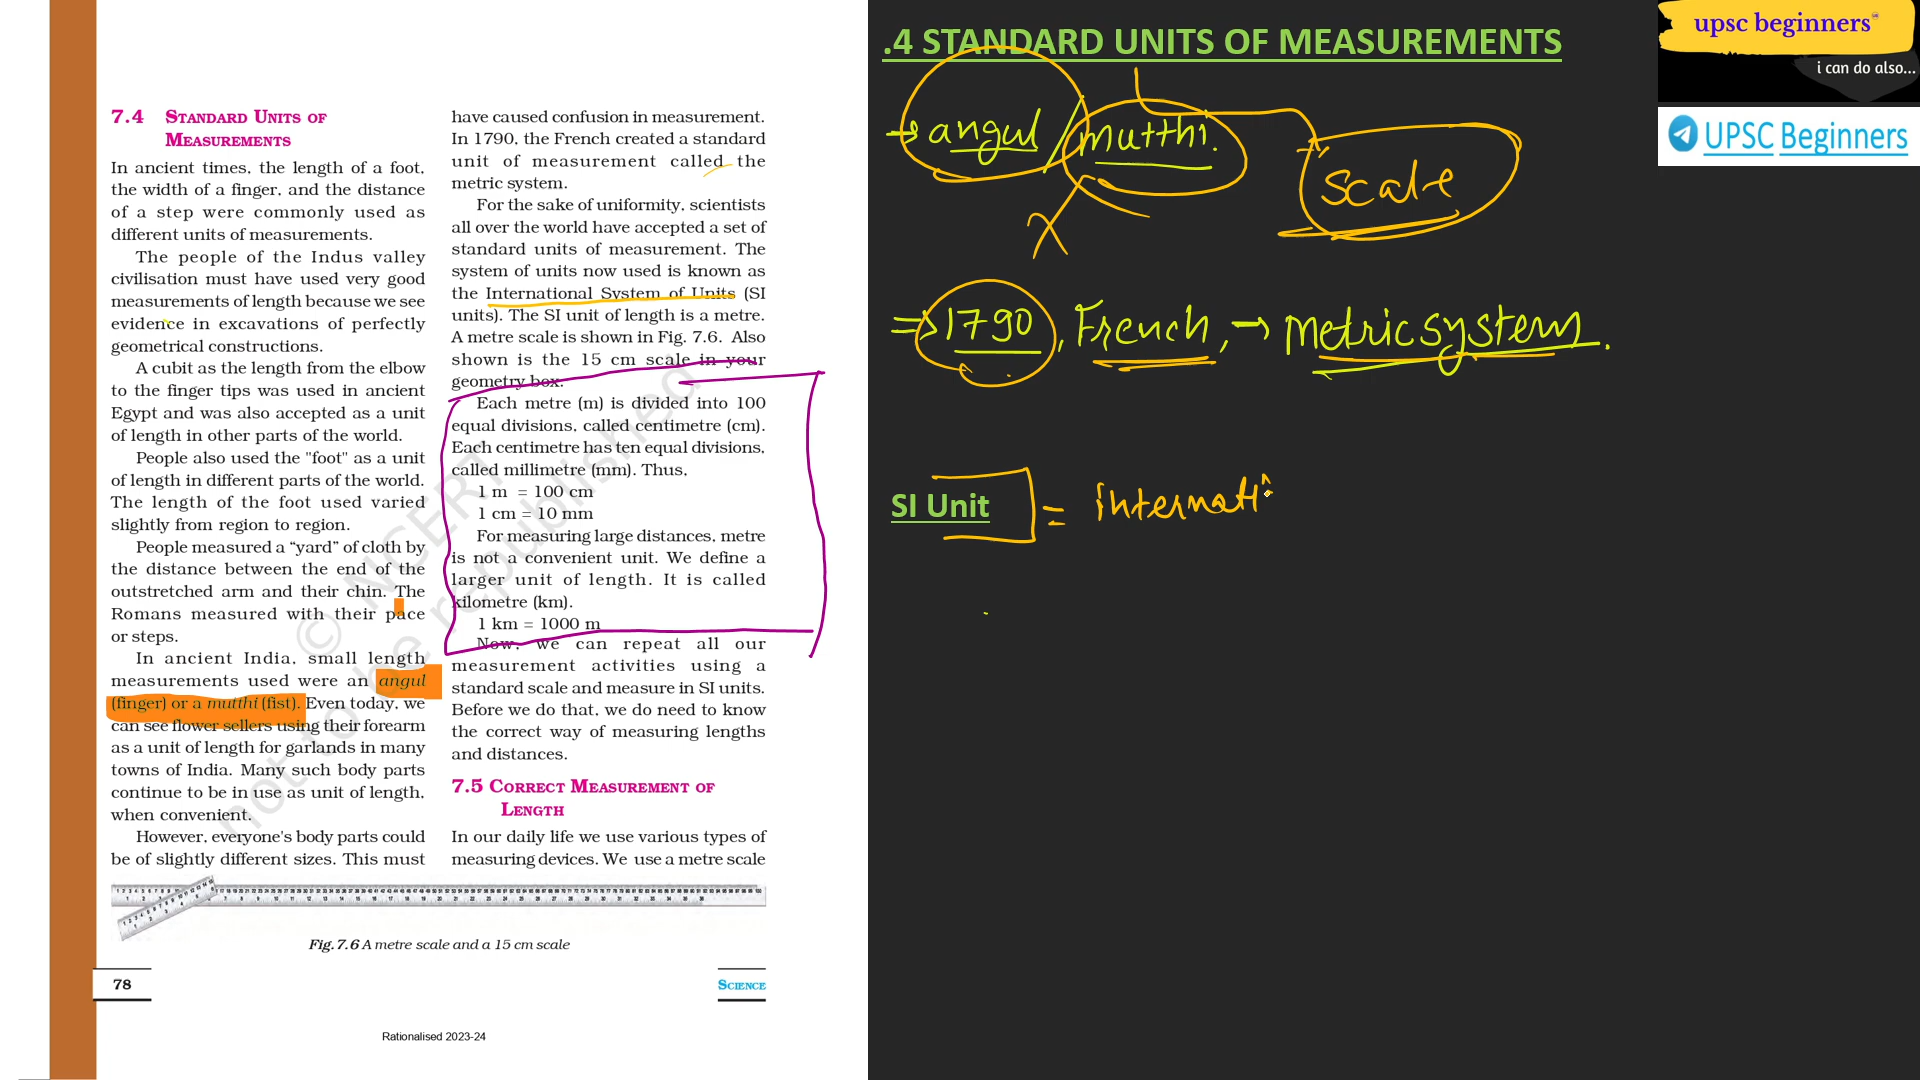 7.4 STANDARD UNITS OF
MEASUREMENTS
In ancient times, the length of a foot,
the width of a finger, and the distance
of a step were commonly used as
different units of measurements.
The people of the Indus valley
civilisation must have used very good
measurements of length because we see
evidence in excavations of perfectly
geometrical constructions.
A cubit as the length from the elbow
to the finger tips was used in ancient
Egypt and was also accepted as a unit
of length in other parts of the world.
People also used the "foot" as a unit
of length in different parts of the world.
The length of the foot used varied
slightly from region to region.
People measured a “yard” of cloth by
the distance between the end of the
outstretched arm and their chin. The
Romans measured with their pace
or steps.
In ancient India, small length
measurements used were an angul
(finger) or a mutthi (fist). Even today, we
can see flower sellers using their forearm
as a unit of length for garlands in many
towns of India. Many such body parts
continue to be in use as unit of length,
when convenient.
However, everyone's body parts could
be of slightly different sizes. This must
have caused confusion in measurement.
In 1790, the French created a standard
unit of measurement called the
metric system.
For the sake of uniformity, scientists
all over the world have accepted a set of
standard units of measurement. The
system of units now used is known as
the International System of Units (SI
units). The SI unit of length is a metre.
A metre scale is shown in Fig. 7.6. Also
shown is the 15 cm scale in your
geometry box.
Each metre (m) is divided into 100
equal divisions, called centimetre (cm).
Each centimetre has ten equal divisions,
called millimetre (mm). Thus,
1 m = 100 cm
1 cm = 10 mm
For measuring large distances, metre
is not a convenient unit. We define a
larger unit of length. It is called
kilometre (km).
1 km = 1000 m
Now, we can repeat all our
measurement activities using a
standard scale and measure in SI units.
Before we do that, we do need to know
the correct way of measuring lengths
and distances.
7.5 CORRECT MEASUREMENT OF
LENGTH
In our daily life we use various types of
measuring devices. We use a metre scale
Fig. 7.6 A metre scale and a 15 cm scale
78
SCIENCE
Rationalised 2023-24
© NCERT
not to be republished
.4 STANDARD UNITS OF MEASUREMENTS
→ angul / mutthi.
scale
X
⇒ 1790, French, → Metric system.
SI Unit = internati
upsc beginners
i can do also...
UPSC Beginners